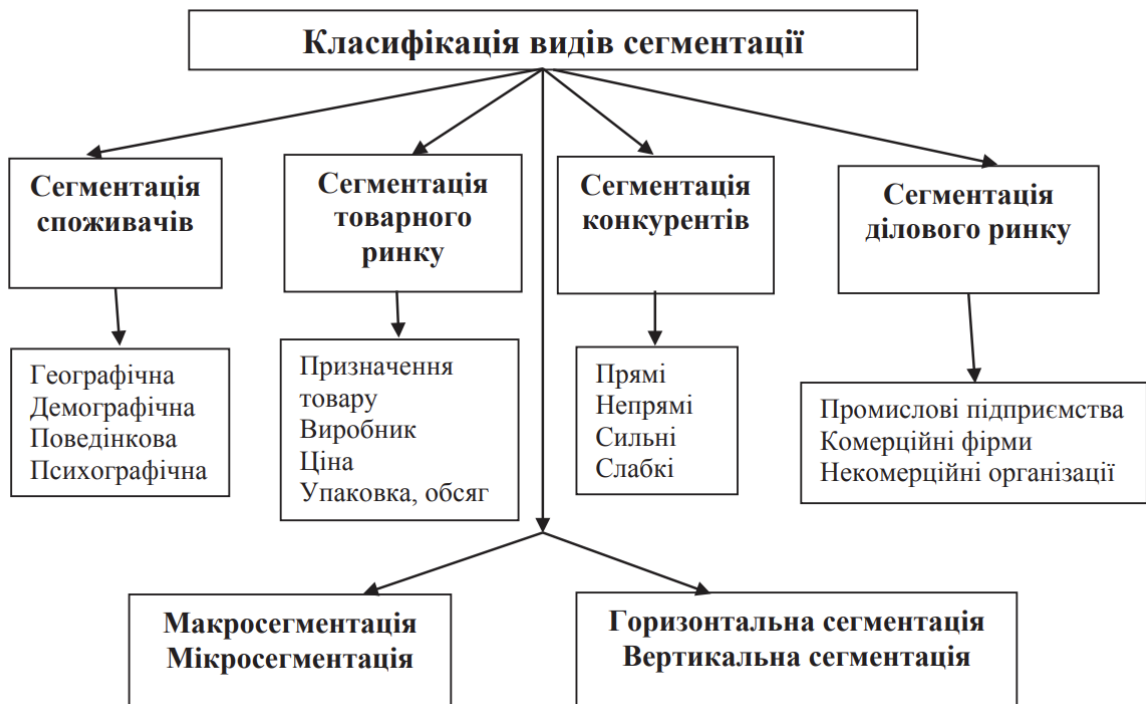 Класифікація видів сегментації
Сегментація
споживачів
Сегментація
товарного
ринку
Сегментація
конкурентів
Сегментація
ділового ринку
Географічна
Демографічна
Поведінкова
Психографічна
Призначення
товару
Виробник
Ціна
Упаковка, обсяг
Прямі
Непрямі
Сильні
Слабкі
Промислові підприємства
Комерційні фірми
Некомерційні організації
Макросегментація
Мікросегментація
Горизонтальна сегментація
Вертикальна сегментація